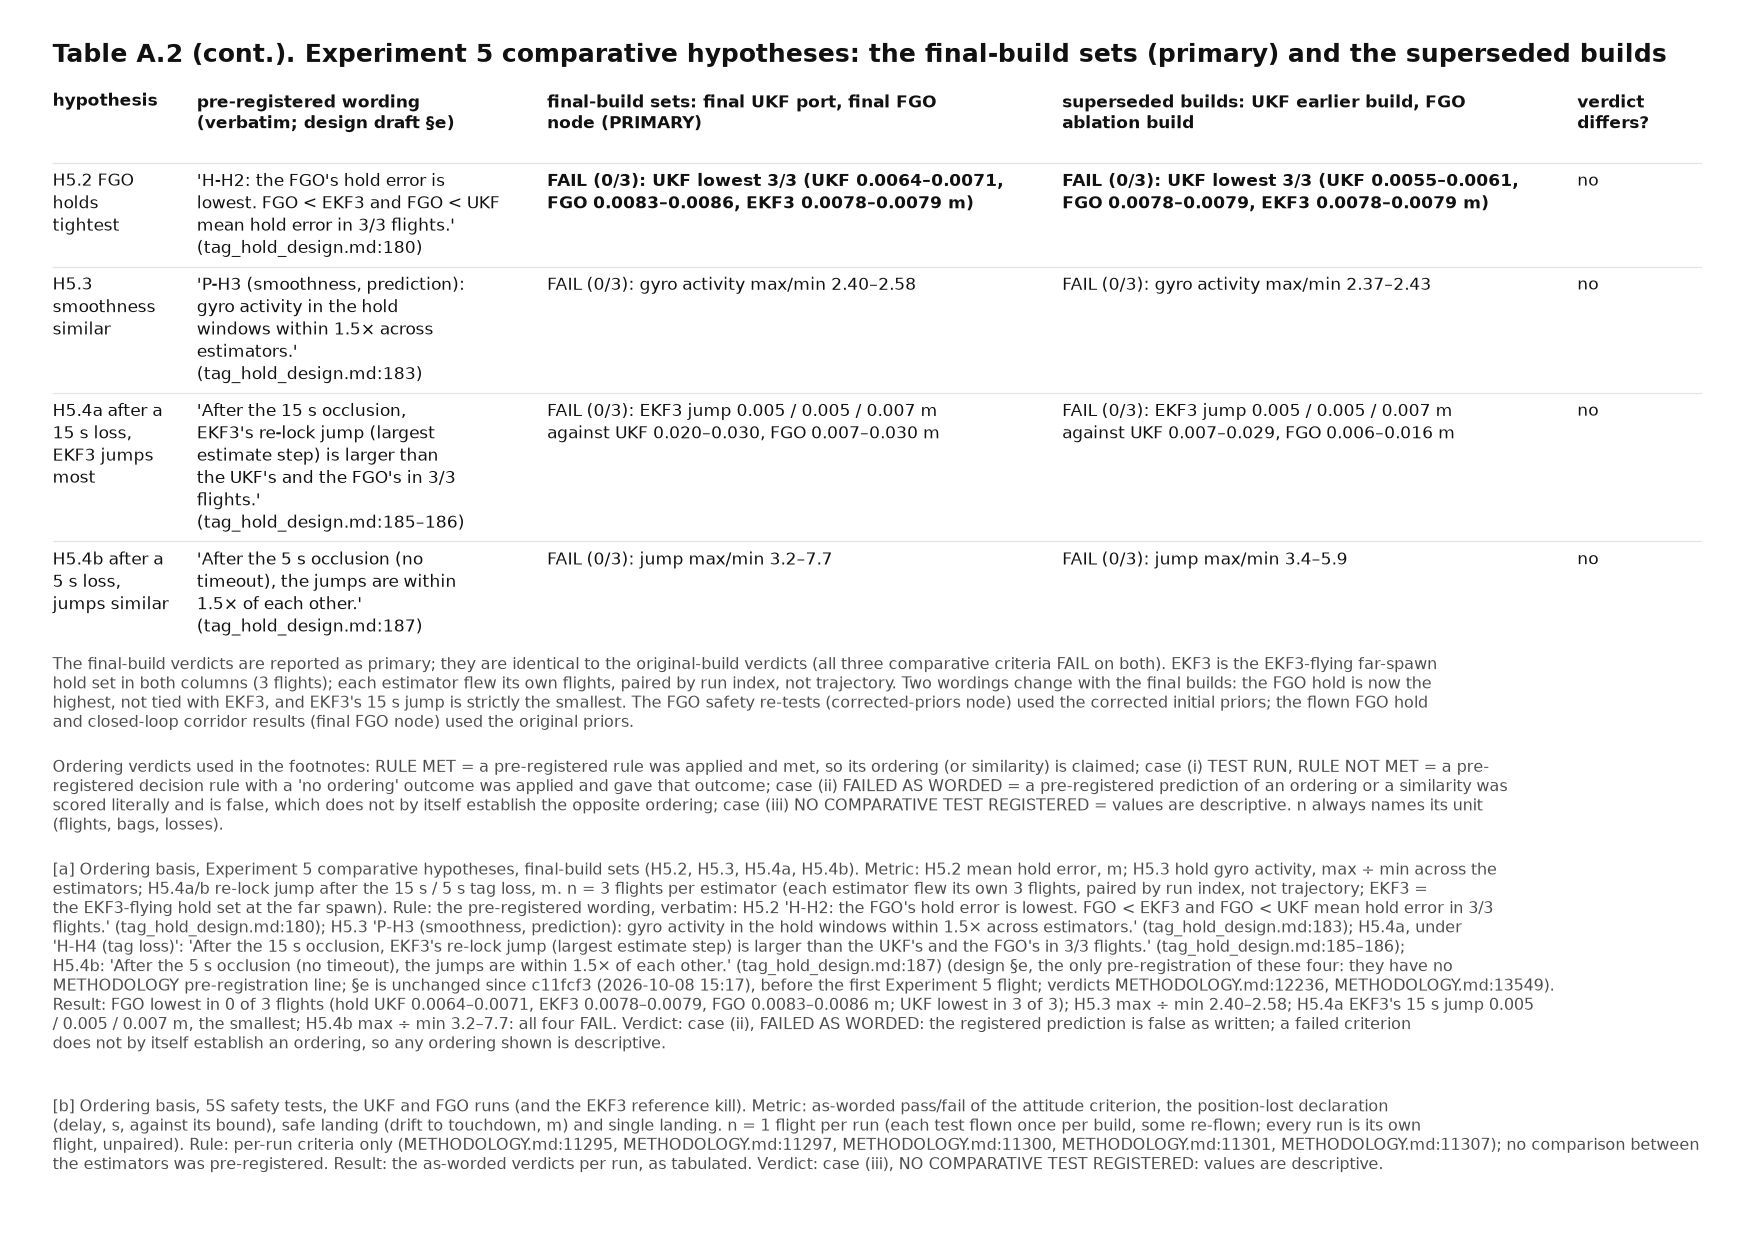 Table A.2 (cont.). Experiment 5 comparative hypotheses: the final-build sets (primary) and the superseded builds
hypothesis
pre-registered wording
(verbatim; design draft §e)
final-build sets: final UKF port, final FGO
node (PRIMARY)
superseded builds: UKF earlier build, FGO
ablation build
verdict
differs?
H5.2 FGO
holds
tightest
'H-H2: the FGO's hold error is
lowest. FGO < EKF3 and FGO < UKF
mean hold error in 3/3 flights.'
(tag_hold_design.md:180)
FAIL (0/3): UKF lowest 3/3 (UKF 0.0064–0.0071,
FGO 0.0083–0.0086, EKF3 0.0078–0.0079 m)
FAIL (0/3): UKF lowest 3/3 (UKF 0.0055–0.0061,
FGO 0.0078–0.0079, EKF3 0.0078–0.0079 m)
no
H5.3
smoothness
similar
'P-H3 (smoothness, prediction):
gyro activity in the hold
windows within 1.5× across
estimators.'
(tag_hold_design.md:183)
FAIL (0/3): gyro activity max/min 2.40–2.58
FAIL (0/3): gyro activity max/min 2.37–2.43
no
H5.4a after a
15 s loss,
EKF3 jumps
most
'After the 15 s occlusion,
EKF3's re-lock jump (largest
estimate step) is larger than
the UKF's and the FGO's in 3/3
flights.'
(tag_hold_design.md:185–186)
FAIL (0/3): EKF3 jump 0.005 / 0.005 / 0.007 m
against UKF 0.020–0.030, FGO 0.007–0.030 m
FAIL (0/3): EKF3 jump 0.005 / 0.005 / 0.007 m
against UKF 0.007–0.029, FGO 0.006–0.016 m
no
H5.4b after a
5 s loss,
jumps similar
'After the 5 s occlusion (no
timeout), the jumps are within
1.5× of each other.'
(tag_hold_design.md:187)
FAIL (0/3): jump max/min 3.2–7.7
FAIL (0/3): jump max/min 3.4–5.9
no
The final-build verdicts are reported as primary; they are identical to the original-build verdicts (all three comparative criteria FAIL on both). EKF3 is the EKF3-flying far-spawn
hold set in both columns (3 flights); each estimator flew its own flights, paired by run index, not trajectory. Two wordings change with the final builds: the FGO hold is now the
highest, not tied with EKF3, and EKF3's 15 s jump is strictly the smallest. The FGO safety re-tests (corrected-priors node) used the corrected initial priors; the flown FGO hold
and closed-loop corridor results (final FGO node) used the original priors.
Ordering verdicts used in the footnotes: RULE MET = a pre-registered rule was applied and met, so its ordering (or similarity) is claimed; case (i) TEST RUN, RULE NOT MET = a pre-
registered decision rule with a 'no ordering' outcome was applied and gave that outcome; case (ii) FAILED AS WORDED = a pre-registered prediction of an ordering or a similarity was
scored literally and is false, which does not by itself establish the opposite ordering; case (iii) NO COMPARATIVE TEST REGISTERED = values are descriptive. n always names its unit
(flights, bags, losses).
[a] Ordering basis, Experiment 5 comparative hypotheses, final-build sets (H5.2, H5.3, H5.4a, H5.4b). Metric: H5.2 mean hold error, m; H5.3 hold gyro activity, max ÷ min across the
estimators; H5.4a/b re-lock jump after the 15 s / 5 s tag loss, m. n = 3 flights per estimator (each estimator flew its own 3 flights, paired by run index, not trajectory; EKF3 =
the EKF3-flying hold set at the far spawn). Rule: the pre-registered wording, verbatim: H5.2 'H-H2: the FGO's hold error is lowest. FGO < EKF3 and FGO < UKF mean hold error in 3/3
flights.' (tag_hold_design.md:180); H5.3 'P-H3 (smoothness, prediction): gyro activity in the hold windows within 1.5× across estimators.' (tag_hold_design.md:183); H5.4a, under
'H-H4 (tag loss)': 'After the 15 s occlusion, EKF3's re-lock jump (largest estimate step) is larger than the UKF's and the FGO's in 3/3 flights.' (tag_hold_design.md:185–186);
H5.4b: 'After the 5 s occlusion (no timeout), the jumps are within 1.5× of each other.' (tag_hold_design.md:187) (design §e, the only pre-registration of these four: they have no
METHODOLOGY pre-registration line; §e is unchanged since c11fcf3 (2026-10-08 15:17), before the first Experiment 5 flight; verdicts METHODOLOGY.md:12236, METHODOLOGY.md:13549).
Result: FGO lowest in 0 of 3 flights (hold UKF 0.0064–0.0071, EKF3 0.0078–0.0079, FGO 0.0083–0.0086 m; UKF lowest in 3 of 3); H5.3 max ÷ min 2.40–2.58; H5.4a EKF3's 15 s jump 0.005
/ 0.005 / 0.007 m, the smallest; H5.4b max ÷ min 3.2–7.7: all four FAIL. Verdict: case (ii), FAILED AS WORDED: the registered prediction is false as written; a failed criterion
does not by itself establish an ordering, so any ordering shown is descriptive.
[b] Ordering basis, 5S safety tests, the UKF and FGO runs (and the EKF3 reference kill). Metric: as-worded pass/fail of the attitude criterion, the position-lost declaration
(delay, s, against its bound), safe landing (drift to touchdown, m) and single landing. n = 1 flight per run (each test flown once per build, some re-flown; every run is its own
flight, unpaired). Rule: per-run criteria only (METHODOLOGY.md:11295, METHODOLOGY.md:11297, METHODOLOGY.md:11300, METHODOLOGY.md:11301, METHODOLOGY.md:11307); no comparison between
the estimators was pre-registered. Result: the as-worded verdicts per run, as tabulated. Verdict: case (iii), NO COMPARATIVE TEST REGISTERED: values are descriptive.